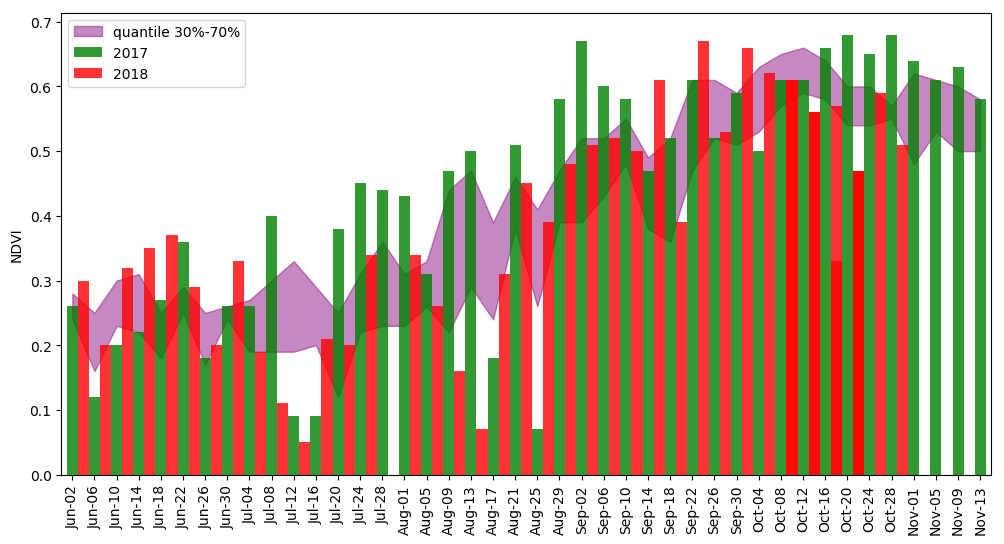 quantile 30%-70%
2017
2018
NDVI
0.7
0.6
0.5
0.4
0.3
0.2
0.1
0.0
Jun-02
Jun-06
Jun-10
Jun-14
Jun-18
Jun-22
Jun-26
Jun-30
Jul-04
Jul-08
Jul-12
Jul-16
Jul-20
Jul-24
Jul-28
Aug-01
Aug-05
Aug-09
Aug-13
Aug-17
Aug-21
Aug-25
Aug-29
Sep-02
Sep-06
Sep-10
Sep-14
Sep-18
Sep-22
Sep-26
Sep-30
Oct-04
Oct-08
Oct-12
Oct-16
Oct-20
Oct-24
Oct-28
Nov-01
Nov-05
Nov-09
Nov-13